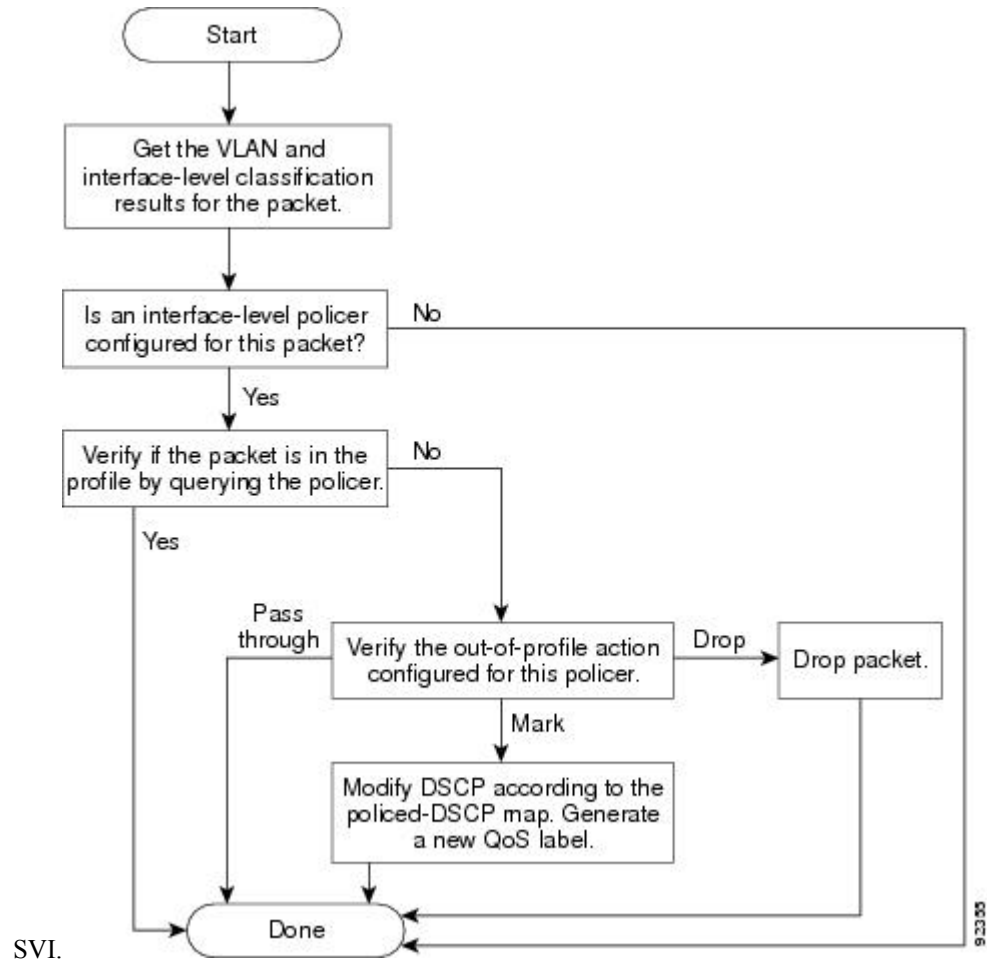 Start
Get the VLAN and
interface-level classification
results for the packet.
Is an interface-level policer
configured for this packet?
No
Yes
Verify if the packet is in the
profile by querying the policer.
No
Yes
Pass
through
Verify the out-of-profile action
configured for this policer.
Drop
Drop packet.
Mark
Modify DSCP according to the
policed-DSCP map. Generate
a new QoS label.
Done
92355
SVI.